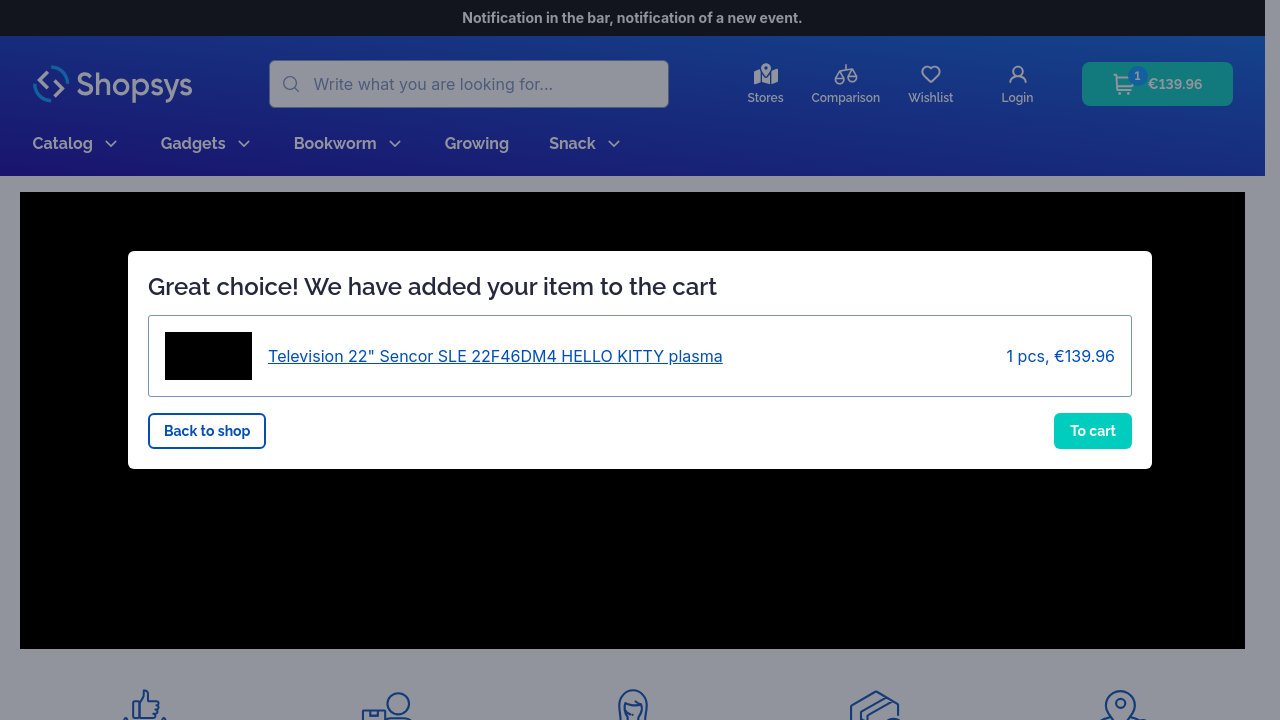 Notification in the bar, notification of a new event.
Shopsys
Write what you are looking for...
Stores
Comparison
Wishlist
Login
1
€139.96
Catalog
Gadgets
Bookworm
Growing
Snack
Great choice! We have added your item to the cart
Television 22" Sencor SLE 22F46DM4 HELLO KITTY plasma
1 pcs, €139.96
Back to shop
To cart